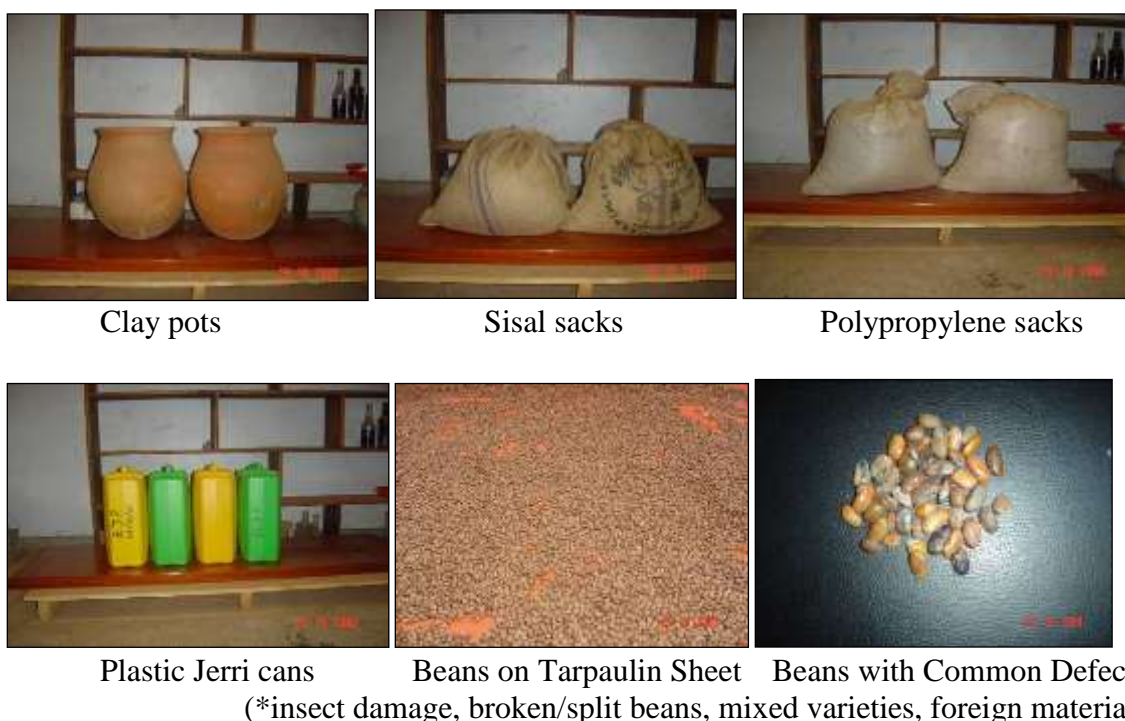 Clay pots Sisal sacks Polypropylene sacks
Plastic Jerri cans Beans on Tarpaulin Sheet Beans with Common Defec
(*insect damage, broken/split beans, mixed varieties, foreign materia